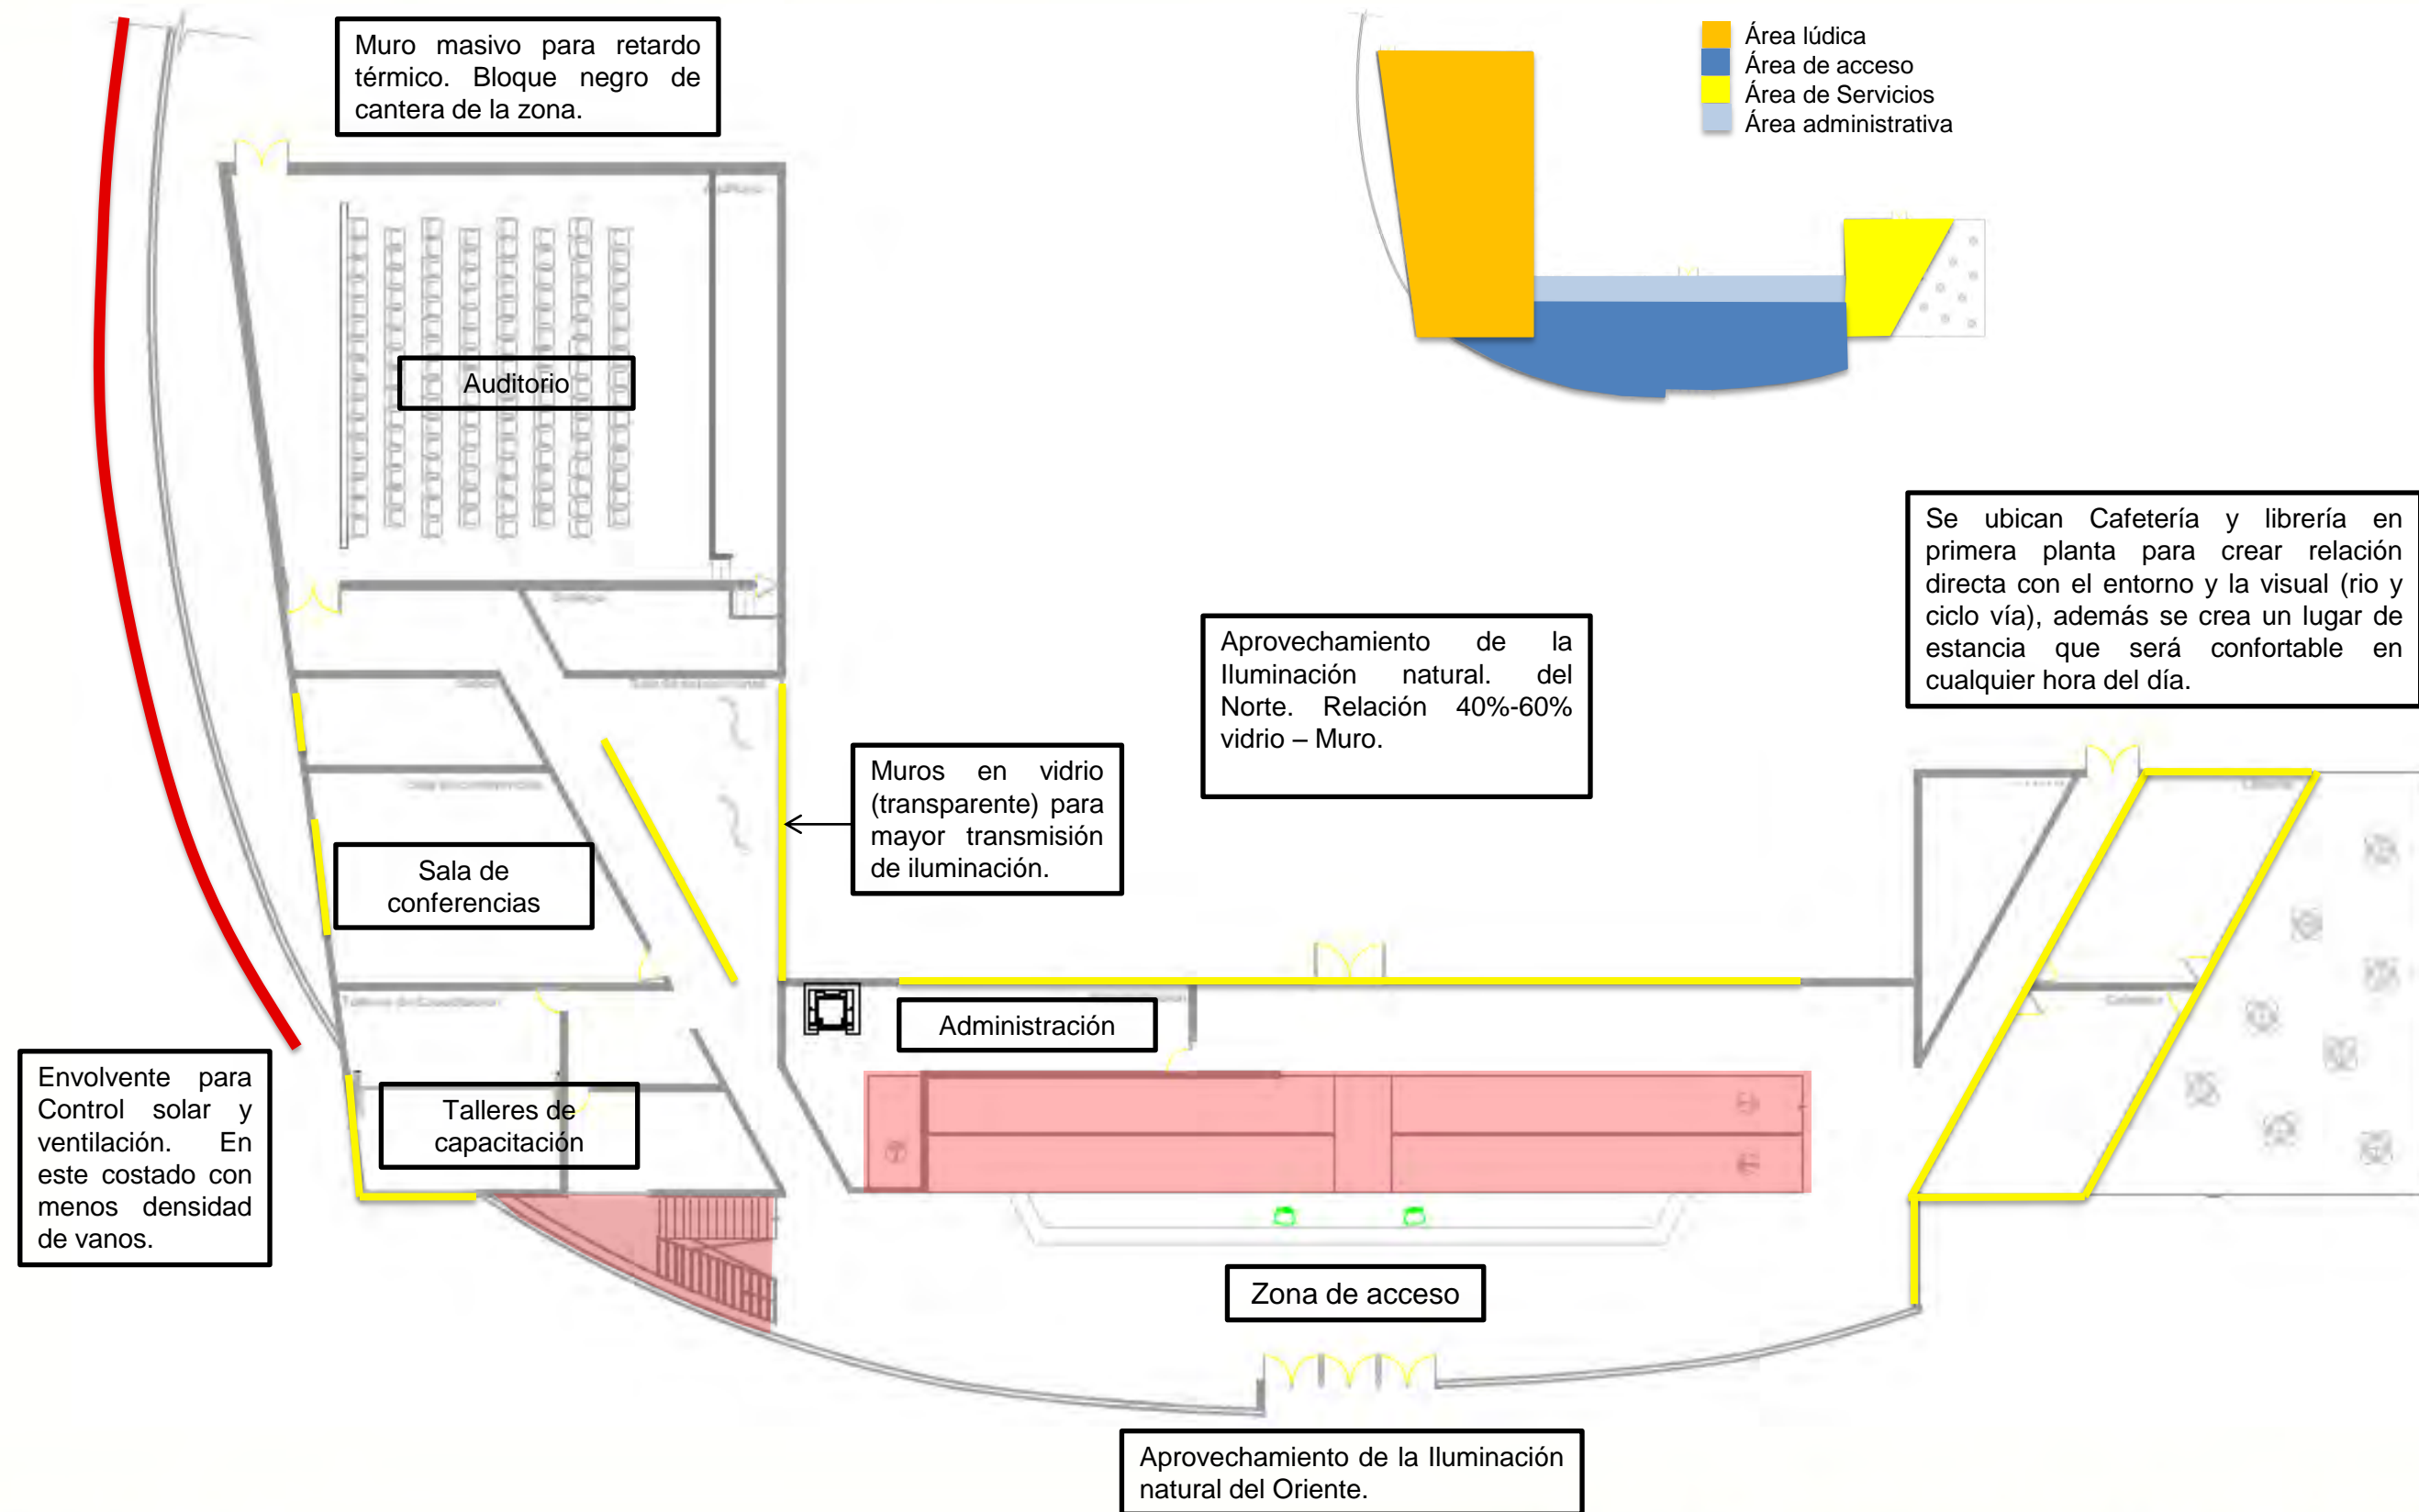 Muro masivo para retardo
térmico. Bloque negro de
cantera de la zona.
Área lúdica
Área de acceso
Área de Servicios
Área administrativa
Auditorio
Se ubican Cafetería y librería en
primera planta para crear relación
directa con el entorno y la visual (rio y
ciclo vía), además se crea un lugar de
estancia que será confortable en
cualquier hora del día.
Aprovechamiento de la
Iluminación natural. del
Norte. Relación 40%-60%
vidrio – Muro.
Muros en vidrio
(transparente) para
mayor transmisión
de iluminación.
Sala de
conferencias
Talleres de Capacitación
Administración
Envolvente para
Control solar y
ventilación. En
este costado con
menos densidad
de vanos.
Talleres de
capacitación
Zona de acceso
Aprovechamiento de la Iluminación
natural del Oriente.